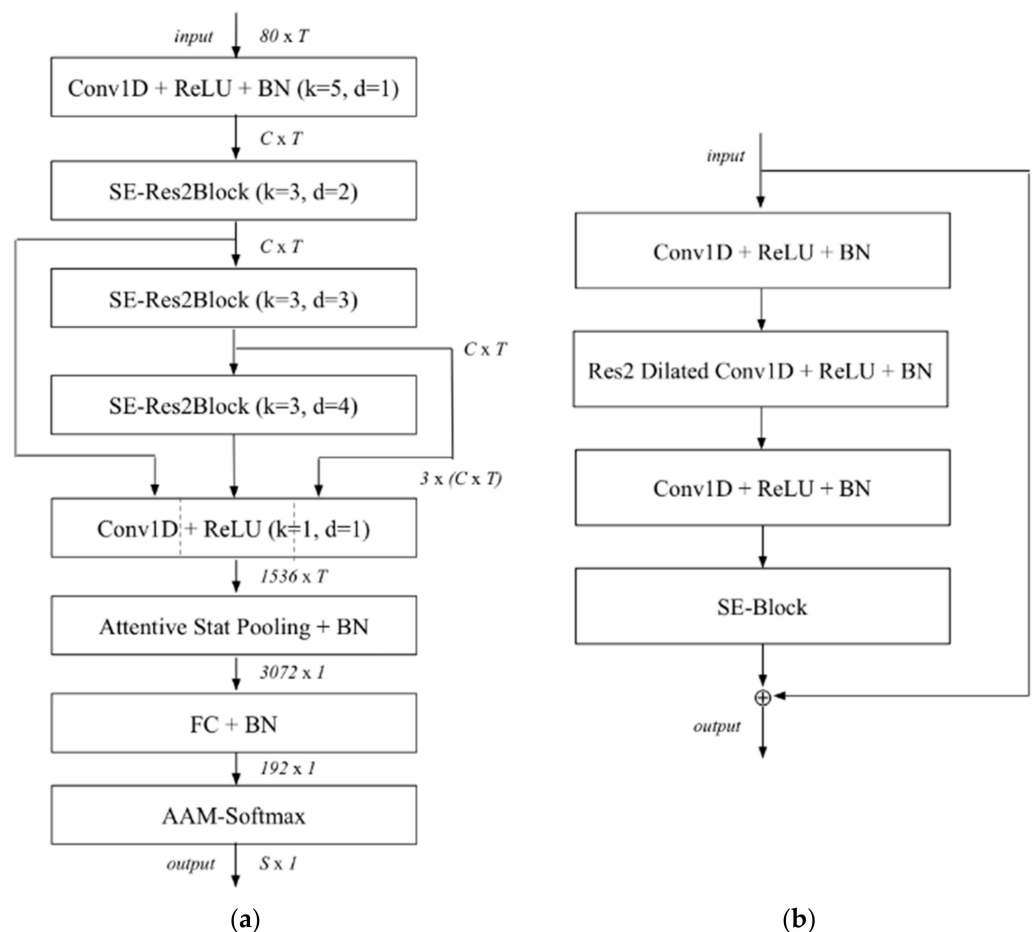 input 80 x T
Conv1D + ReLU + BN (k=5, d=1)
C x T
SE-Res2Block (k=3, d=2)
C x T
SE-Res2Block (k=3, d=3)
C x T
SE-Res2Block (k=3, d=4)
3 x (C x T)
Conv1D + ReLU (k=1, d=1)
1536 x T
Attentive Stat Pooling + BN
3072 x 1
FC + BN
192 x 1
AAM-Softmax
output S x 1
(a)
input
Conv1D + ReLU + BN
Res2 Dilated Conv1D + ReLU + BN
Conv1D + ReLU + BN
SE-Block
⊕
output
(b)